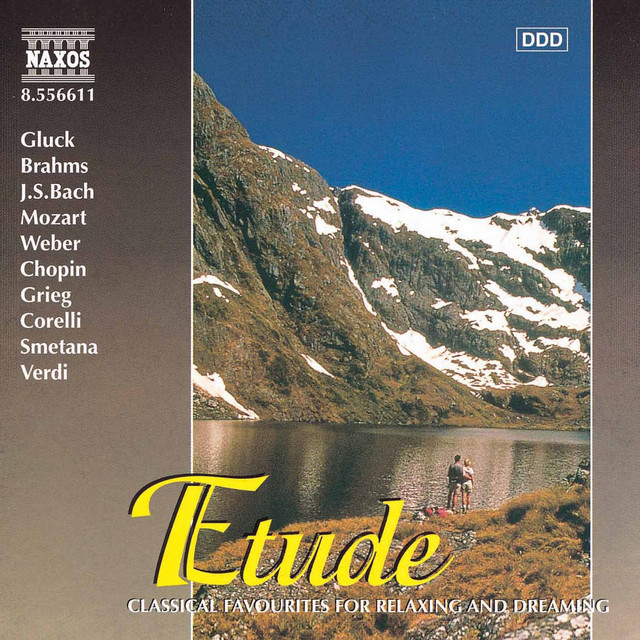 NAXOS
8.556611
DDD
Gluck
Brahms
J.S.Bach
Mozart
Weber
Chopin
Grieg
Corelli
Smetana
Verdi
Etude
CLASSICAL FAVOURITES FOR RELAXING AND DREAMING